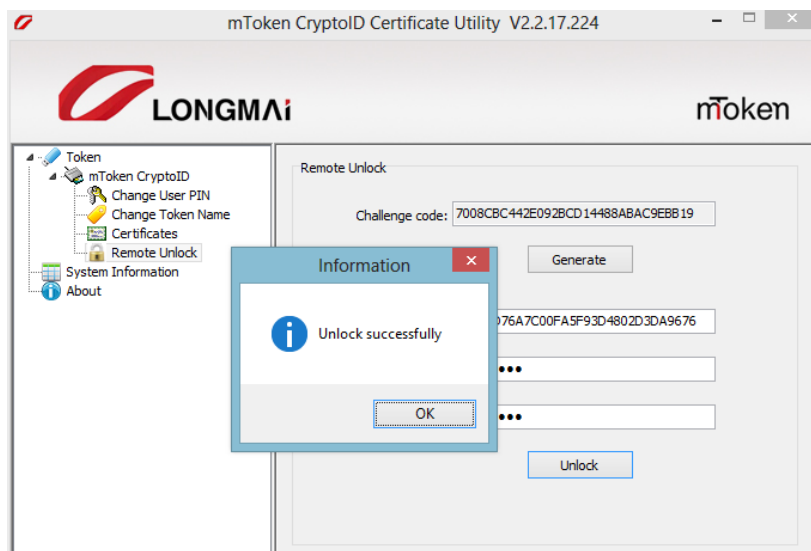 mToken CryptoID Certificate Utility V2.2.17.224
LONGMAi
mToken
Token
mToken CryptoID
Change User PIN
Change Token Name
Certificates
Remote Unlock
System Information
About
Remote Unlock
Challenge code: 7008CBC442E092BCD14488ABAC9EBB19
Generate
D76A7C00FA5F93D4802D3DA9676
Unlock
Information
Unlock successfully
OK